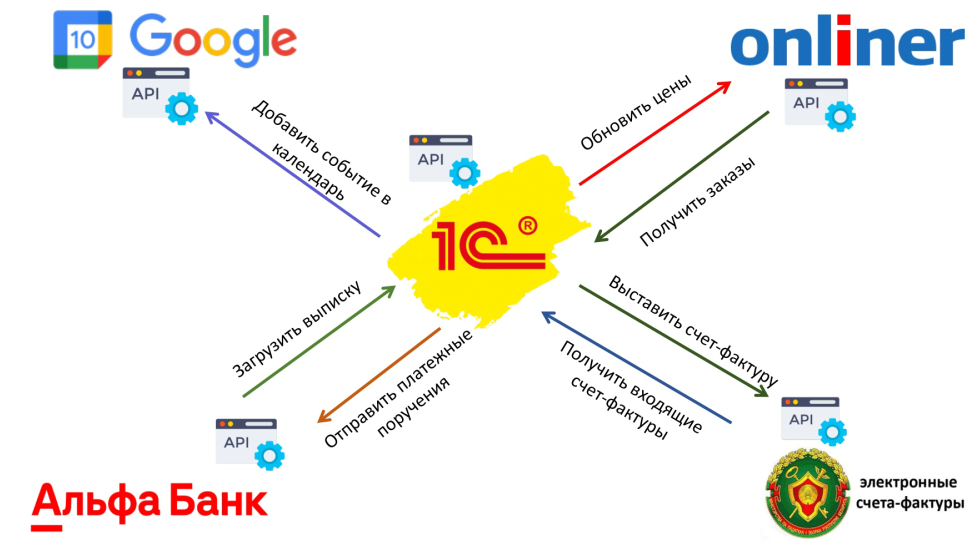 10 Google
API
Добавить событие в
календарь
API
1С®
Обновить цены
onliner
API
Получить заказы
Загрузить выписку
Отправить платежные
поручения
API
Альфа Банк
Выставить счет-фактуру
Получить входящие
счет-фактуры
API
электронные
счета-фактуры